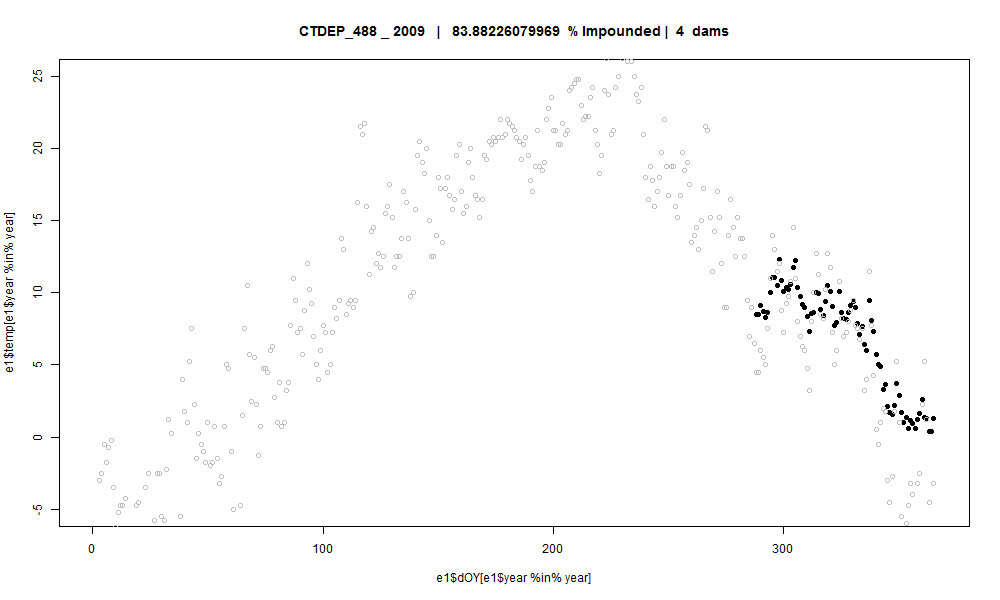 CTDEP_488 _ 2009 | 83.88226079969 % Impounded | 4 dams
e1$temp[e1$year %in% year]
25
20
15
10
5
0
-5
0 100 200 300
e1$dOY[e1$year %in% year]